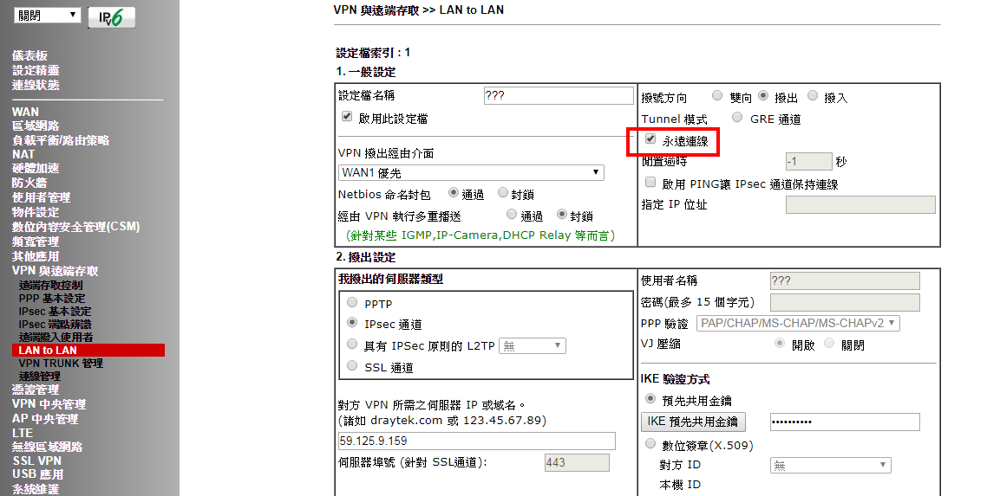 關閉
IPv6
儀表板
設定精靈
連線狀態
WAN
區域網路
負載平衡/路由策略
NAT
硬體加速
防火牆
使用者管理
物件設定
數位內容安全管理(CSM)
頻寬管理
其他應用
VPN 與遠端存取
遠端存取控制
PPP 基本設定
IPsec 基本設定
IPsec 端點辨識
遠端撥入使用者
LAN to LAN
VPN TRUNK 管理
連線管理
憑證管理
VPN 中央管理
AP 中央管理
LTE
無線區域網路
SSL VPN
USB 應用
系統維護
VPN 與遠端存取 >> LAN to LAN
設定檔索引 : 1
1. 一般設定
設定檔名稱 ???
啟用此設定檔
VPN 撥出經由介面
WAN1 優先
Netbios 命名封包 通過 封鎖
經由 VPN 執行多重播送 通過 封鎖
(針對某些 IGMP,IP-Camera,DHCP Relay 等而言)
撥號方向 雙向 撥出 撥入
Tunnel 模式 GRE 通道
永遠連線
閒置逾時 -1 秒
啟用 PING讓 IPsec 通道保持連線
指定 IP 位址
2. 撥出設定
我撥出的伺服器類型
PPTP
IPsec 通道
具有 IPSec 原則的 L2TP 無
SSL 通道
對方 VPN 所需之伺服器 IP 或域名。
(諸如 draytek.com 或 123.45.67.89)
59.125.9.159
伺服器埠號 (針對 SSL通道): 443
使用者名稱 ???
密碼(最多 15 個字元)
PPP 驗證 PAP/CHAP/MS-CHAP/MS-CHAPv2
VJ 壓縮 開啟 關閉
IKE 驗證方式
預先共用金鑰
IKE 預先共用金鑰 ••••••••••
數位簽章(X.509)
對方 ID 無
本機 ID